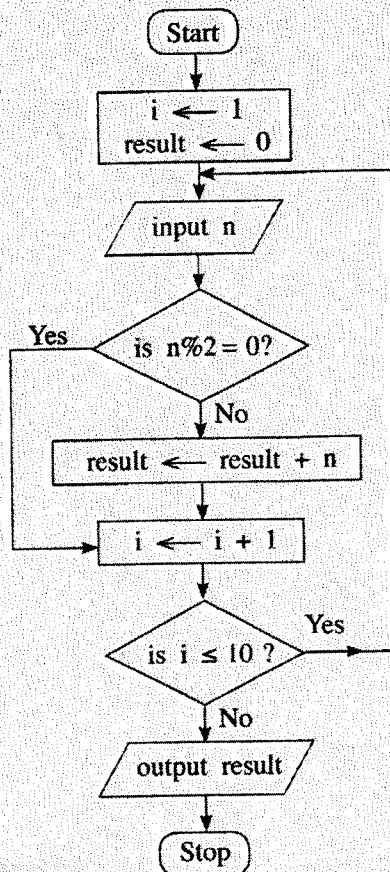 Start
i ← 1
result ← 0
input n
is n%2 = 0?
Yes
No
result ← result + n
i ← i + 1
is i ≤ 10 ?
Yes
No
output result
Stop